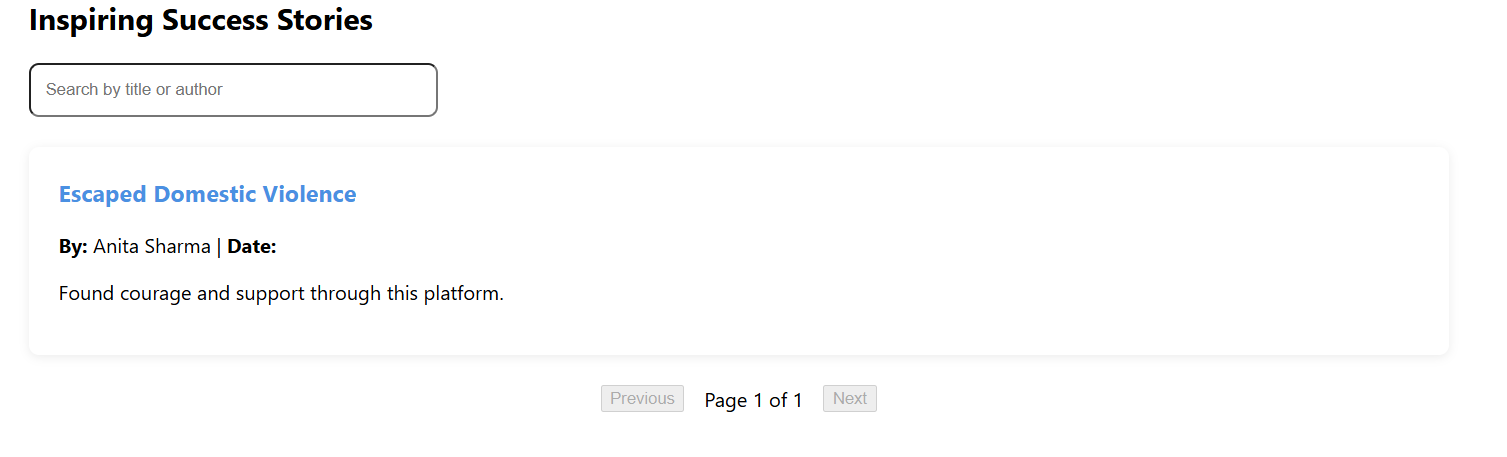 Inspiring Success Stories
Search by title or author
Escaped Domestic Violence
By: Anita Sharma | Date:
Found courage and support through this platform.
Previous Page 1 of 1 Next